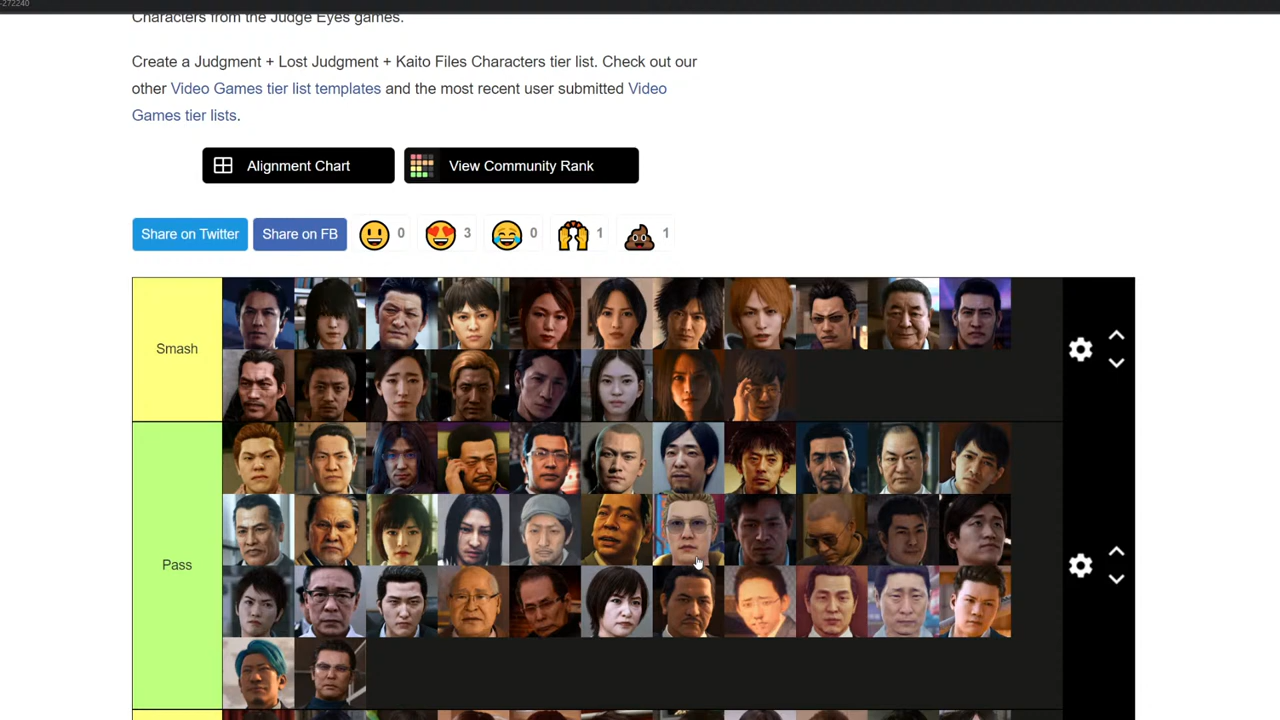 -272240
Characters from the Judge Eyes games.
Create a Judgment + Lost Judgment + Kaito Files Characters tier list. Check out our
other Video Games tier list templates and the most recent user submitted Video
Games tier lists.
Alignment Chart
View Community Rank
Share on Twitter
Share on FB
0
3
0
1
1
Smash
Pass